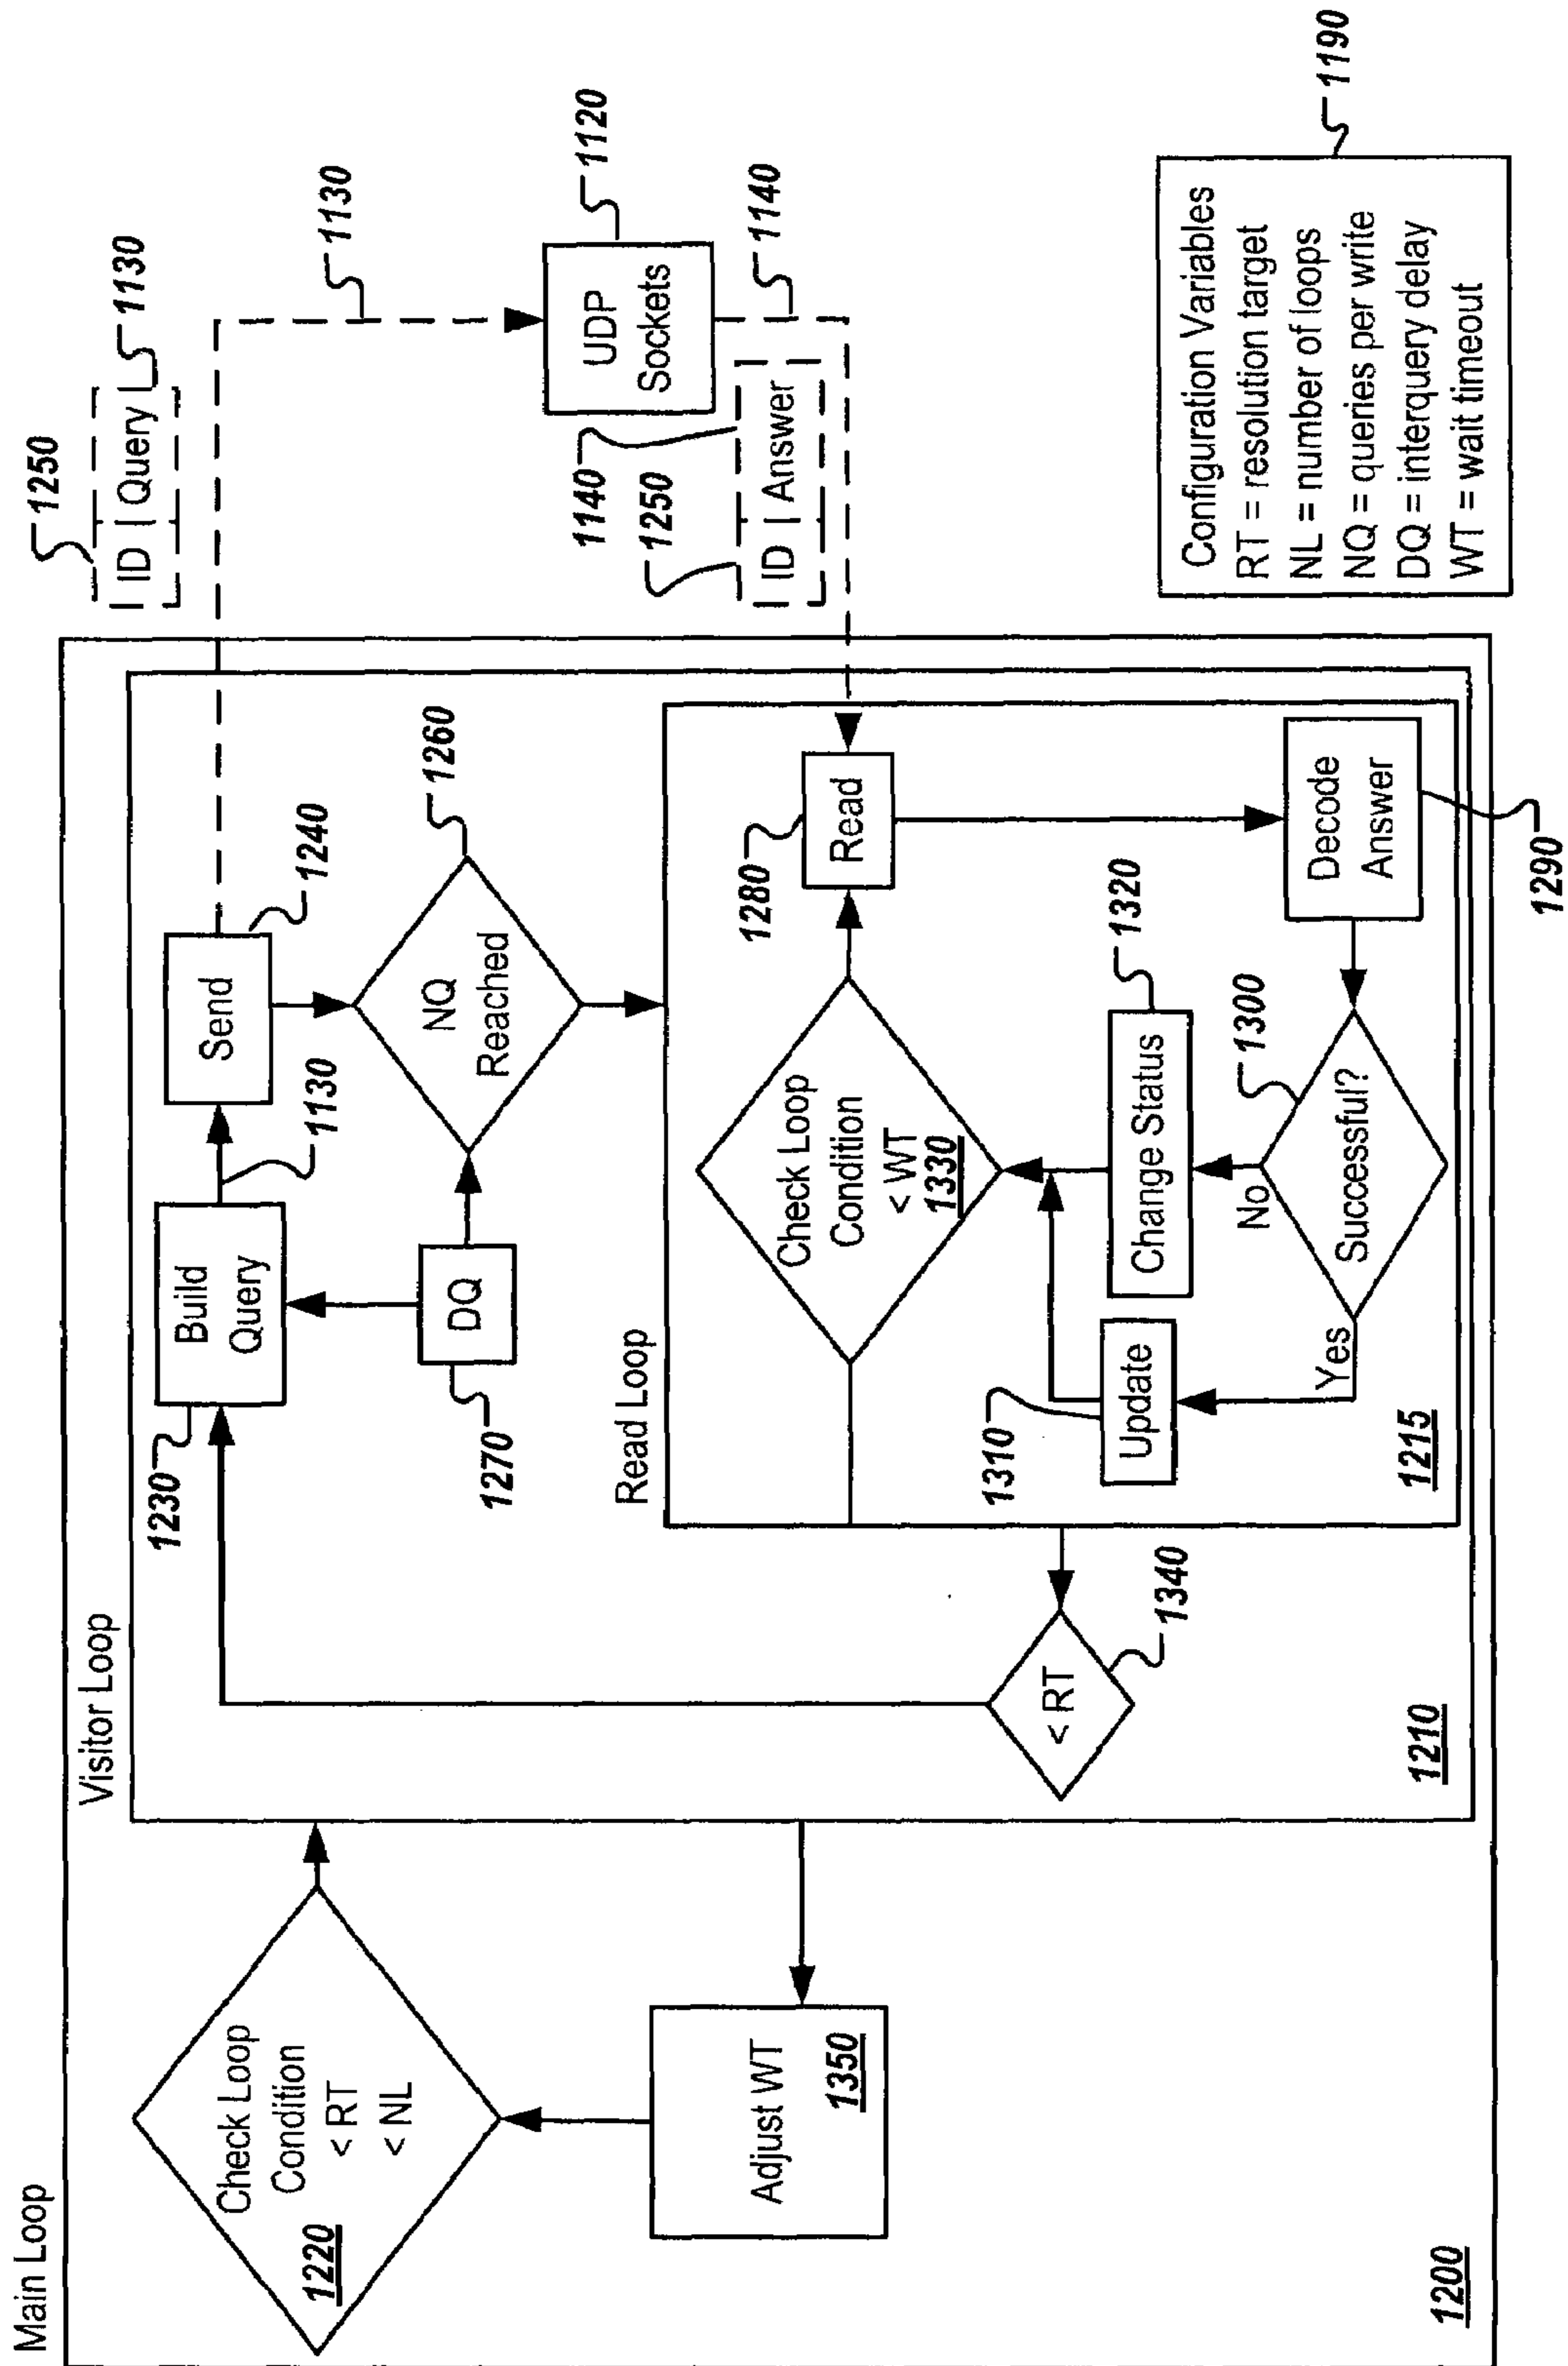 Main Loop
Check Loop
Condition
< RT
< NL
1220
Adjust WT
1350
1200
Visitor Loop
1230
Build
Query
1130
Send
1240
DQ
1270
NQ
Reached
1260
< RT
1340
1210
Read Loop
Check Loop
Condition
< WT
1330
1280
Read
Decode
Answer
1290
1300
Successful?
No
Yes
Change Status
1320
Update
1310
1215
1250
ID
Query
1130
1130
UDP
Sockets
1120
1140
1140
1250
ID
Answer
Configuration Variables
RT = resolution target
NL = number of loops
NQ = queries per write
DQ = interquery delay
WT = wait timeout
1190